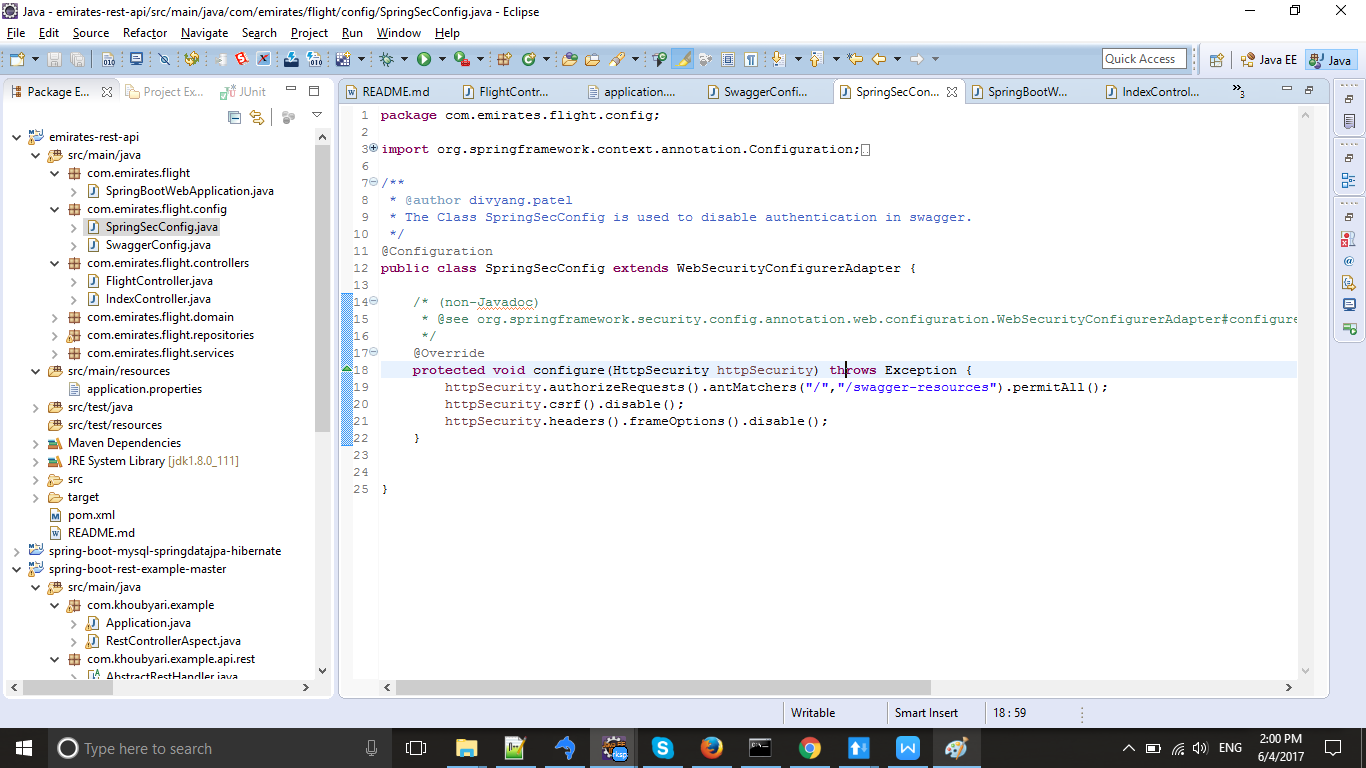 Java - emirates-rest-api/src/main/java/com/emirates/flight/config/SpringSecConfig.java - Eclipse
File Edit Source Refactor Navigate Search Project Run Window Help
Quick Access
Java EE
Java
Package E...
Project Ex...
JUnit
emirates-rest-api
src/main/java
com.emirates.flight
SpringBootWebApplication.java
com.emirates.flight.config
SpringSecConfig.java
SwaggerConfig.java
com.emirates.flight.controllers
FlightController.java
IndexController.java
com.emirates.flight.domain
com.emirates.flight.repositories
com.emirates.flight.services
src/main/resources
application.properties
src/test/java
src/test/resources
Maven Dependencies
JRE System Library [jdk1.8.0_111]
src
target
pom.xml
README.md
spring-boot-mysql-springdatajpa-hibernate
spring-boot-rest-example-master
src/main/java
com.khoubyari.example
Application.java
RestControllerAspect.java
com.khoubyari.example.api.rest
AbstractRestHandler.java
README.md
FlightContr...
application....
SwaggerConfi...
SpringSecCon...
SpringBootW...
IndexControl...
»3
1 package com.emirates.flight.config;
2
3 import org.springframework.context.annotation.Configuration;
6
7 /**
8 * @author divyang.patel
9 * The Class SpringSecConfig is used to disable authentication in swagger.
10 */
11 @Configuration
12 public class SpringSecConfig extends WebSecurityConfigurerAdapter {
13
14 /* (non-Javadoc)
15 * @see org.springframework.security.config.annotation.web.configuration.WebSecurityConfigurerAdapter#configure
16 */
17 @Override
18 protected void configure(HttpSecurity httpSecurity) throws Exception {
19 httpSecurity.authorizeRequests().antMatchers("/","/swagger-resources").permitAll();
20 httpSecurity.csrf().disable();
21 httpSecurity.headers().frameOptions().disable();
22 }
23
24
25 }
Writable
Smart Insert
18 : 59
Type here to search
ENG
2:00 PM
6/4/2017